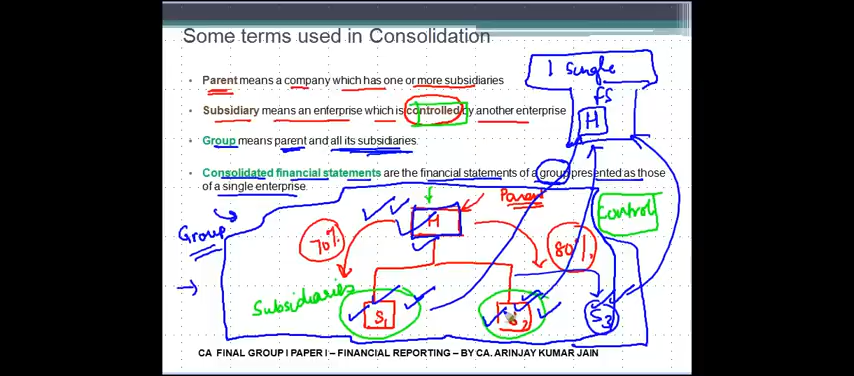 Some terms used in Consolidation
1 single
FS
H
• Parent means a company which has one or more subsidiaries
• Subsidiary means an enterprise which is controlled by another enterprise
• Group means parent and all its subsidiaries.
• Consolidated financial statements are the financial statements of a group presented as those
of a single enterprise.
Parent
Control
Group
H
70%
80%
Subsidiaries
S1
S2
S3
CA FINAL GROUP I PAPER I – FINANCIAL REPORTING – BY CA. ARINJAY KUMAR JAIN